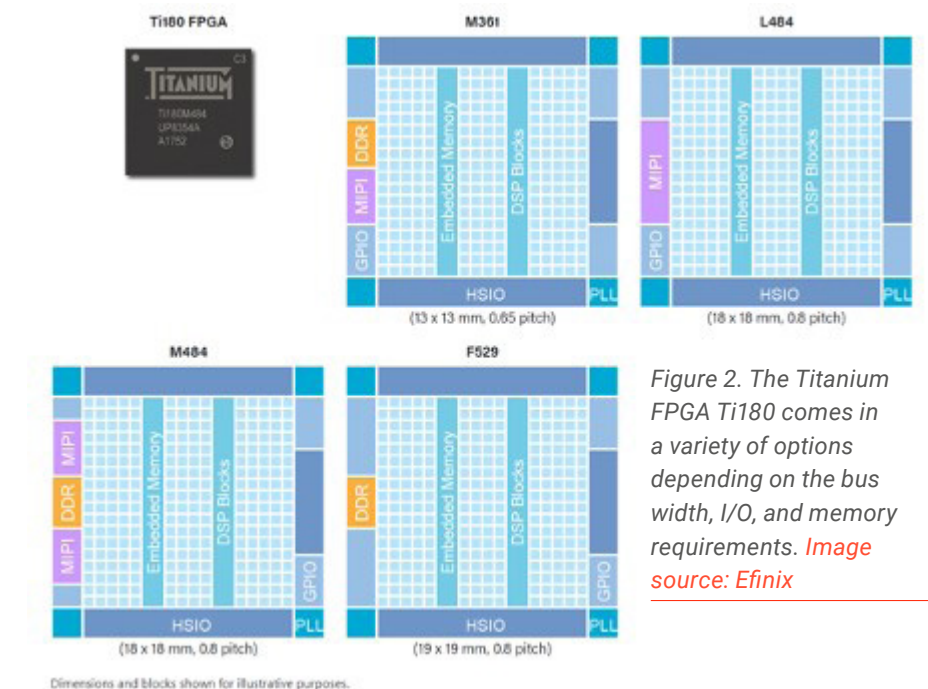 Ti180 FPGA
C3
TITANIUM
TI180M484
UP8354A
A1752
M361
DDR
MIPI
GPIO
Embedded Memory
DSP Blocks
HSIO
PLL
(13 x 13 mm, 0.65 pitch)
L484
MIPI
GPIO
Embedded Memory
DSP Blocks
HSIO
PLL
(18 x 18 mm, 0.8 pitch)
M484
MIPI
DDR
MIPI
Embedded Memory
DSP Blocks
GPIO
HSIO
PLL
(18 x 18 mm, 0.8 pitch)
F529
DDR
Embedded Memory
DSP Blocks
GPIO
HSIO
PLL
(19 x 19 mm, 0.8 pitch)
Figure 2. The Titanium
FPGA Ti180 comes in
a variety of options
depending on the bus
width, I/O, and memory
requirements. Image
source: Efinix
Dimensions and blocks shown for illustrative purposes.